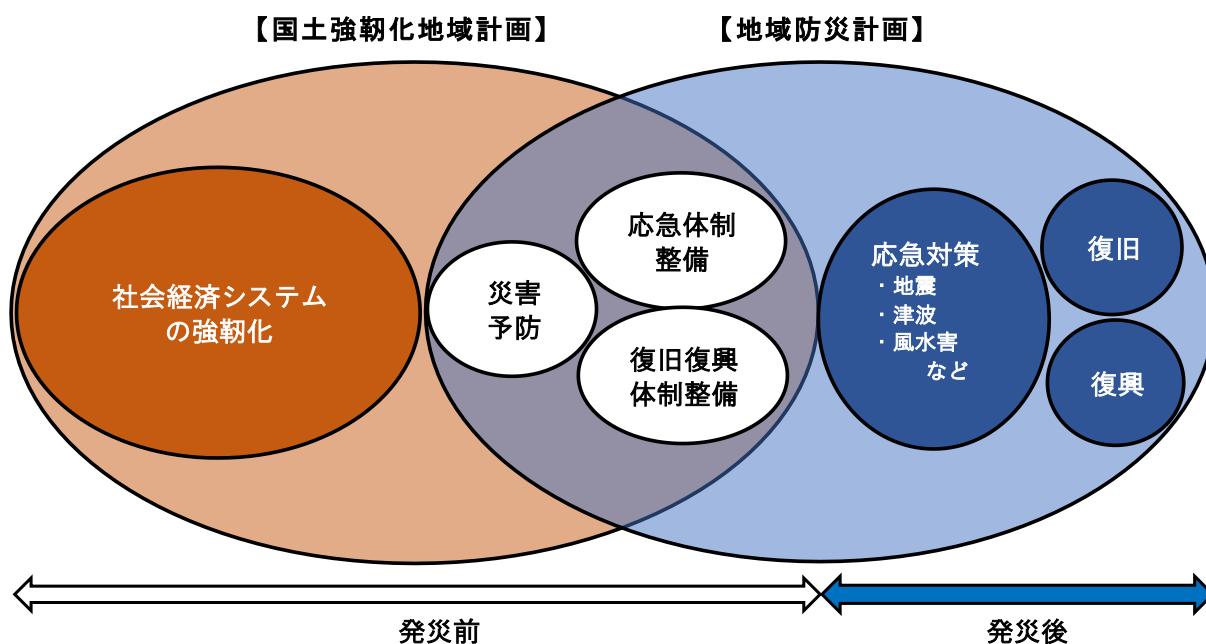 【国土強靭化地域計画】
【地域防災計画】
社会経済システム
の強靭化
災害
予防
応急体制
整備
復旧復興
体制整備
応急対策
・地震
・津波
・風水害
など
復旧
復興
発災前
発災後